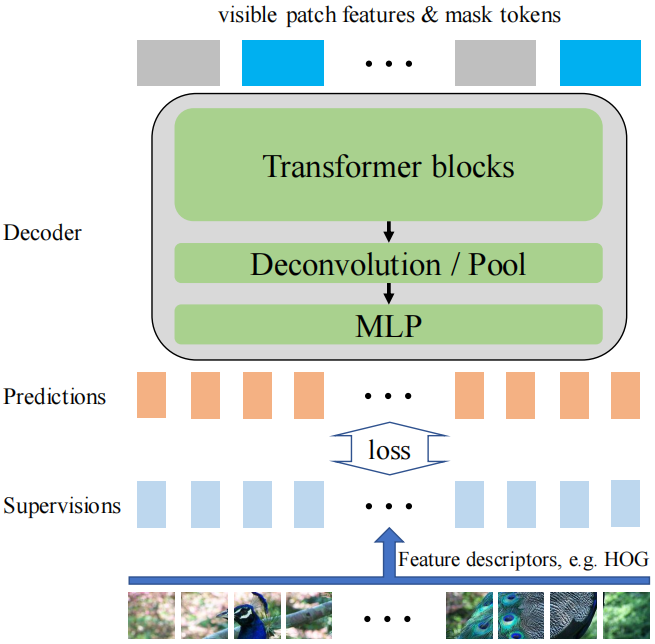 visible patch features & mask tokens
Transformer blocks
Decoder
Deconvolution / Pool
MLP
Predictions
loss
Supervisions
Feature descriptors, e.g. HOG